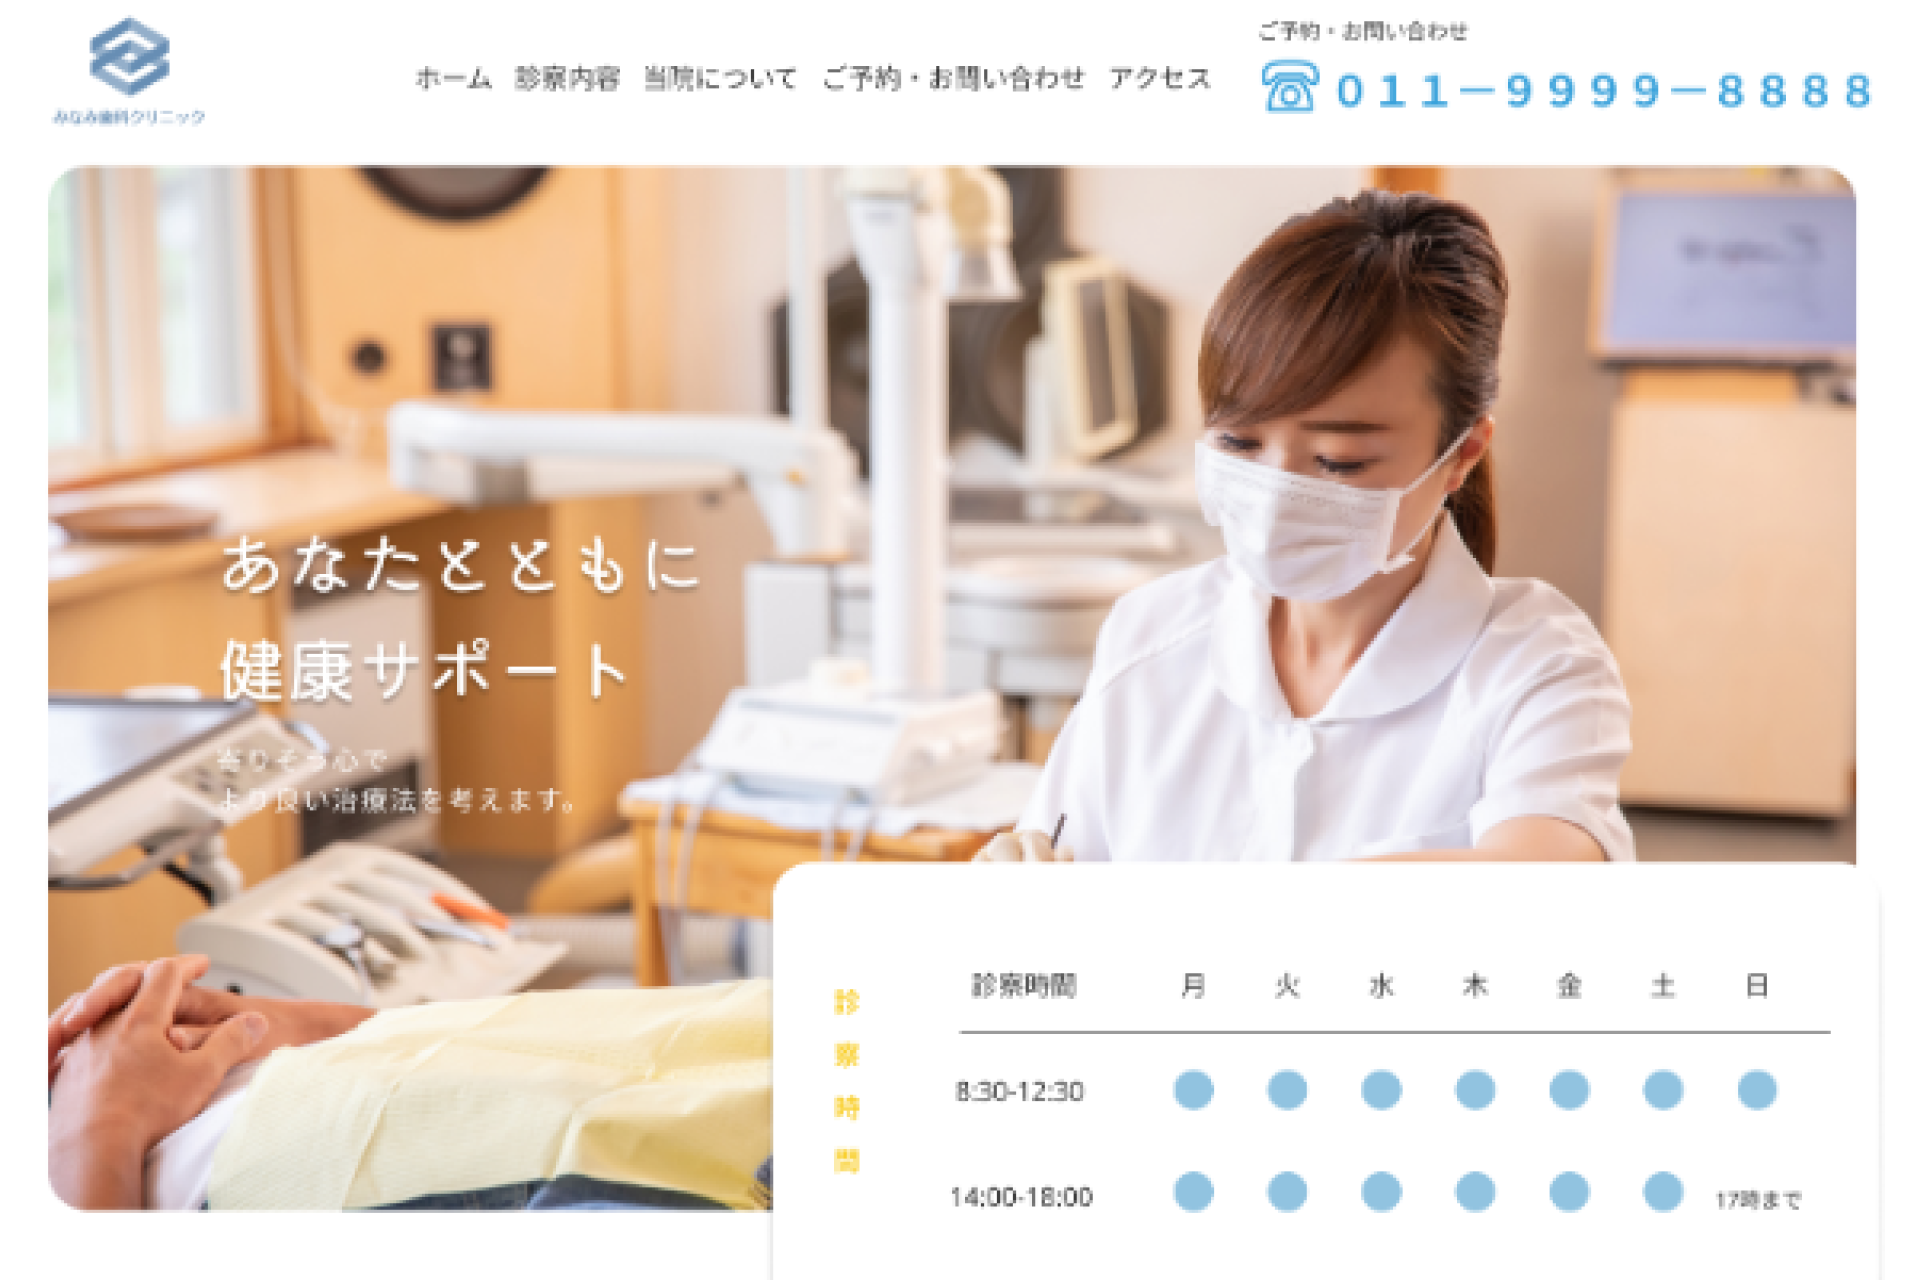 みなみ歯科クリニック
ホーム 診察内容 当院について ご予約・お問い合わせ アクセス
ご予約・お問い合わせ
011－9999－8888
あなたとともに
健康サポート
寄りそう心で
より良い治療法を考えます。
診察時間
診察時間 月 火 水 木 金 土 日
8:30-12:30
14:00-18:00 17時まで